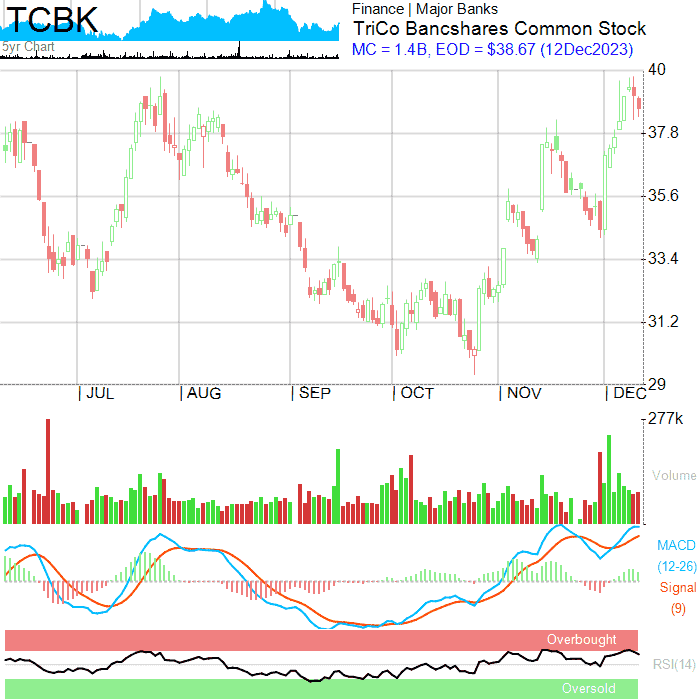 TCBK
5yr Chart
Finance | Major Banks
TriCo Bancshares Common Stock
MC = 1.4B, EOD = $38.67 (12Dec2023)
40
37.8
35.6
33.4
31.2
29
JUL
AUG
SEP
OCT
NOV
DEC
277k
Volume
MACD
(12-26)
Signal
(9)
Overbought
RSI(14)
Oversold